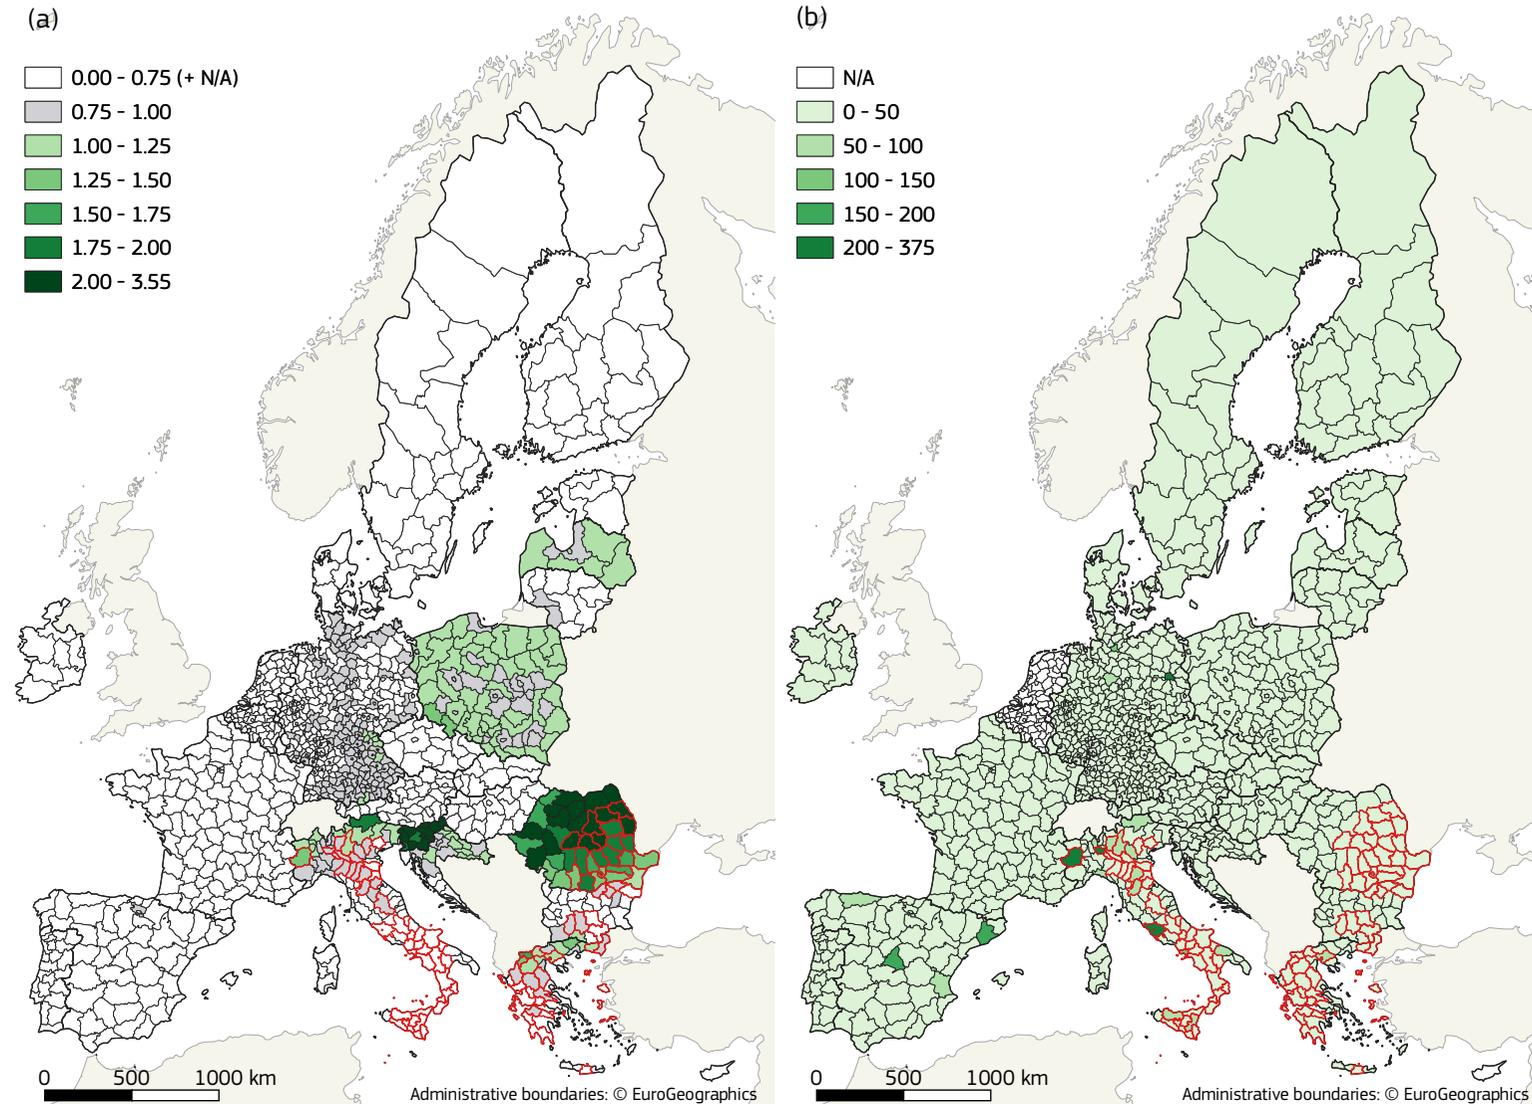 (a)
0.00 - 0.75 (+ N/A)
0.75 - 1.00
1.00 - 1.25
1.25 - 1.50
1.50 - 1.75
1.75 - 2.00
2.00 - 3.55
0 500 1000 km
Administrative boundaries: © EuroGeographics
(b)
N/A
0 - 50
50 - 100
100 - 150
150 - 200
200 - 375
0 500 1000 km
Administrative boundaries: © EuroGeographics